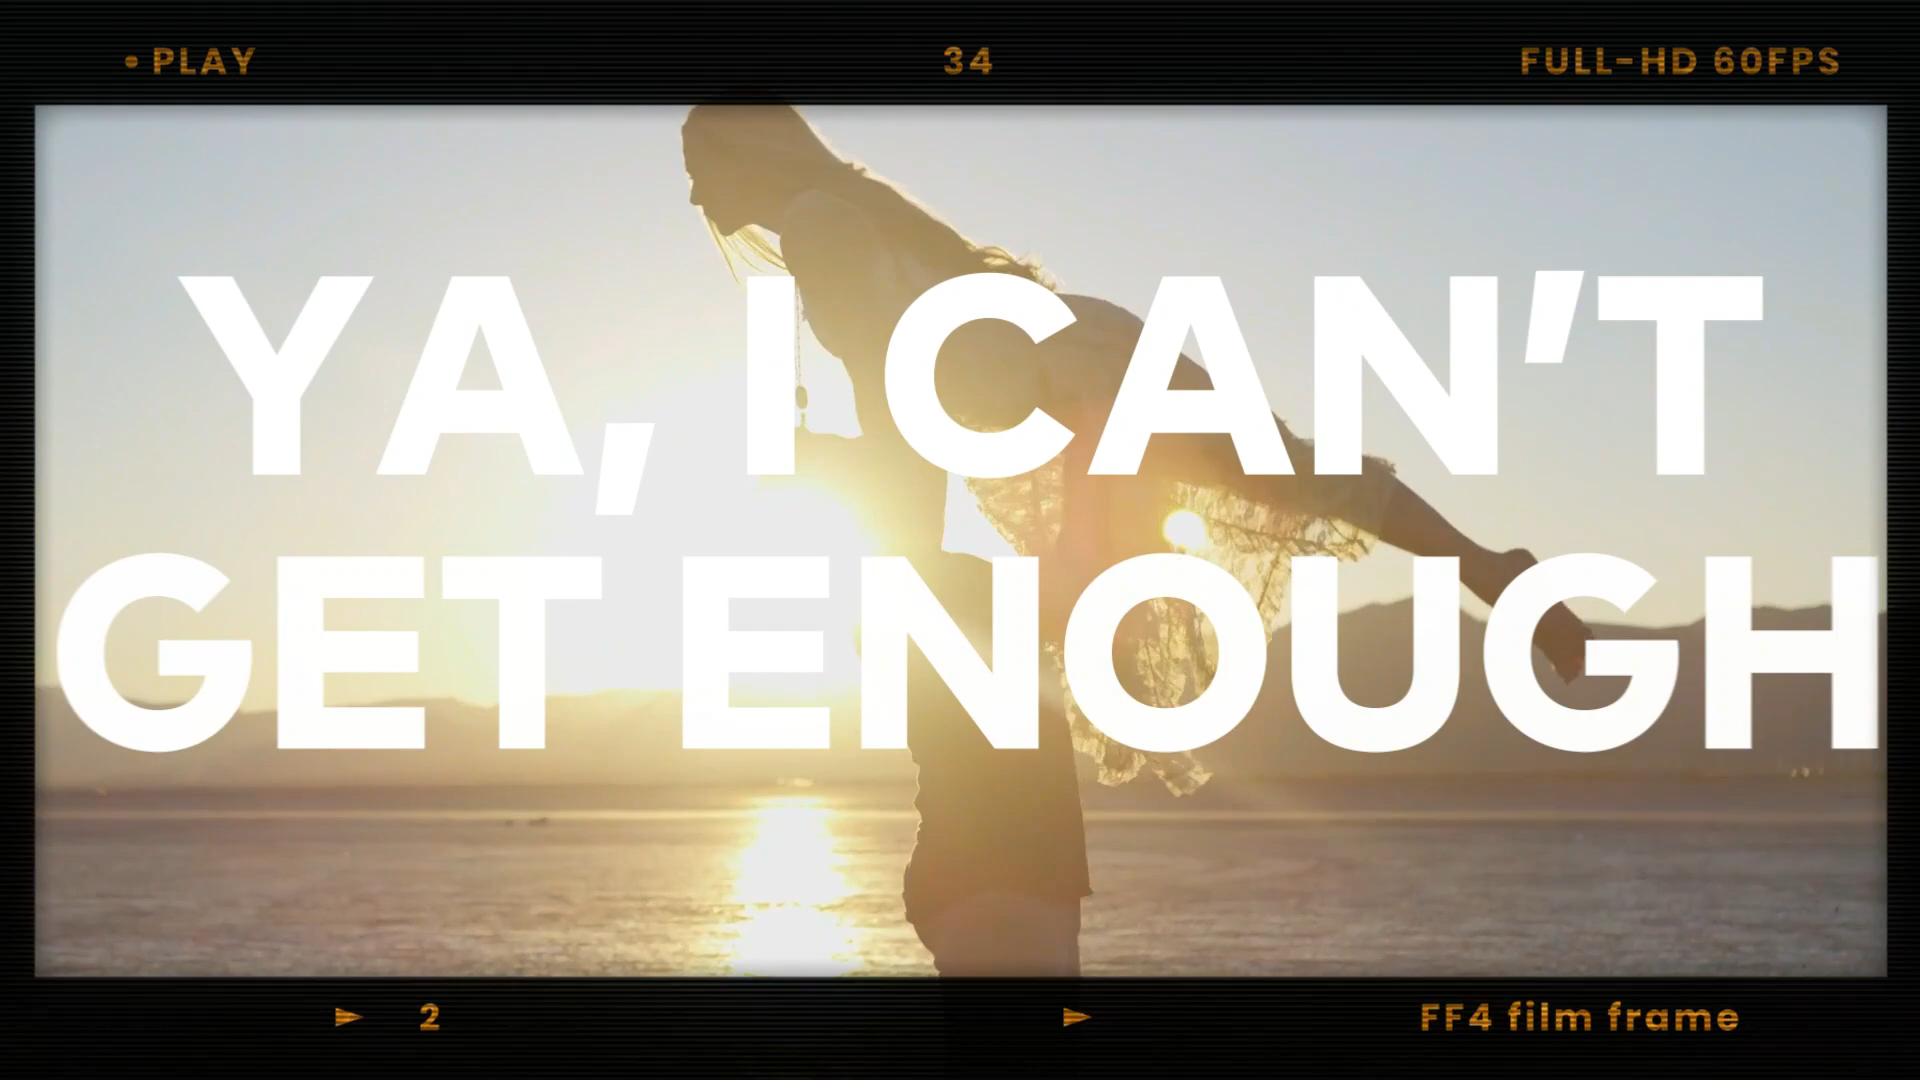 • PLAY 34 FULL-HD 60FPS
YA, I CAN'T
GET ENOUGH
► 2 ► FF4 film frame